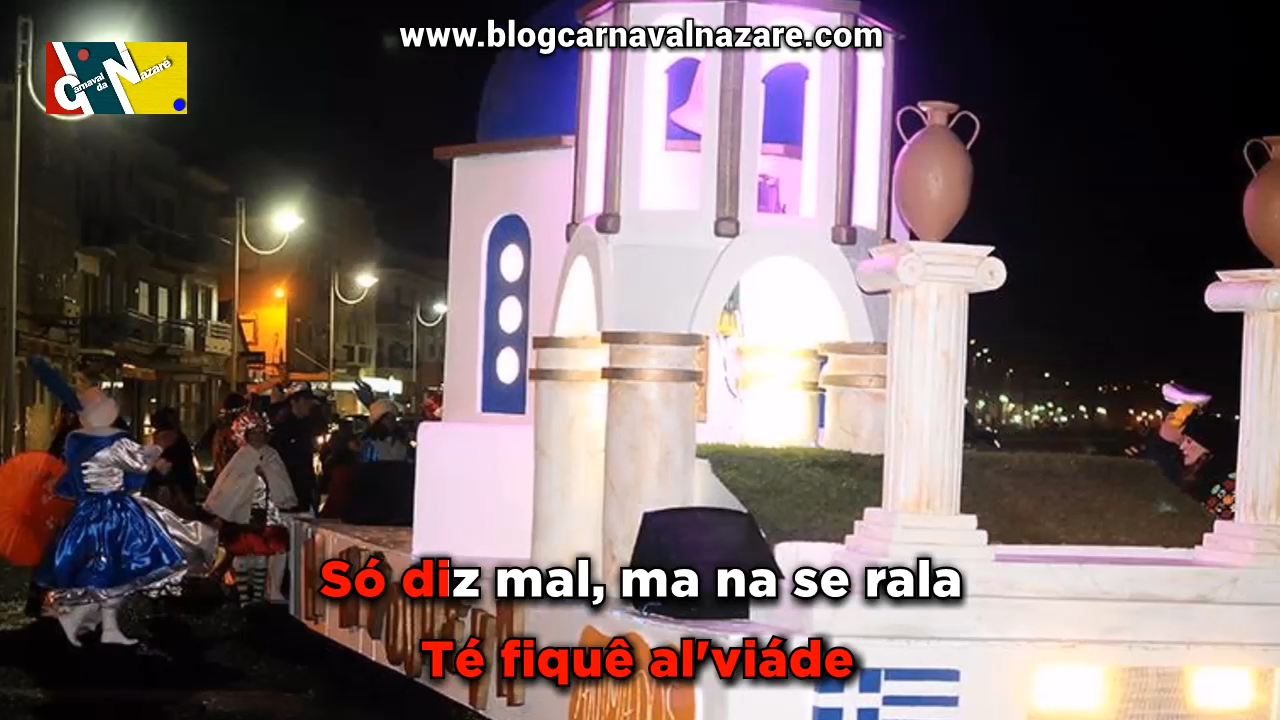 www.blogcarnavalnazare.com
Carnaval
da
Nazaré
Só diz mal, ma na se rala
Té fiquê al'viáde